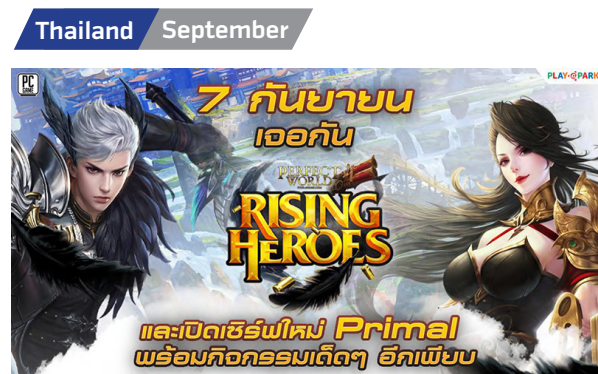 Thailand September
PC
GAME
PLAYPARK
7 กันยายน
เจอกัน
PERFECT
WORLD
RISING
HEROES
และเปิดเซิร์ฟใหม่ Primal
พร้อมกิจกรรมเด็ดๆ อีกเพียบ